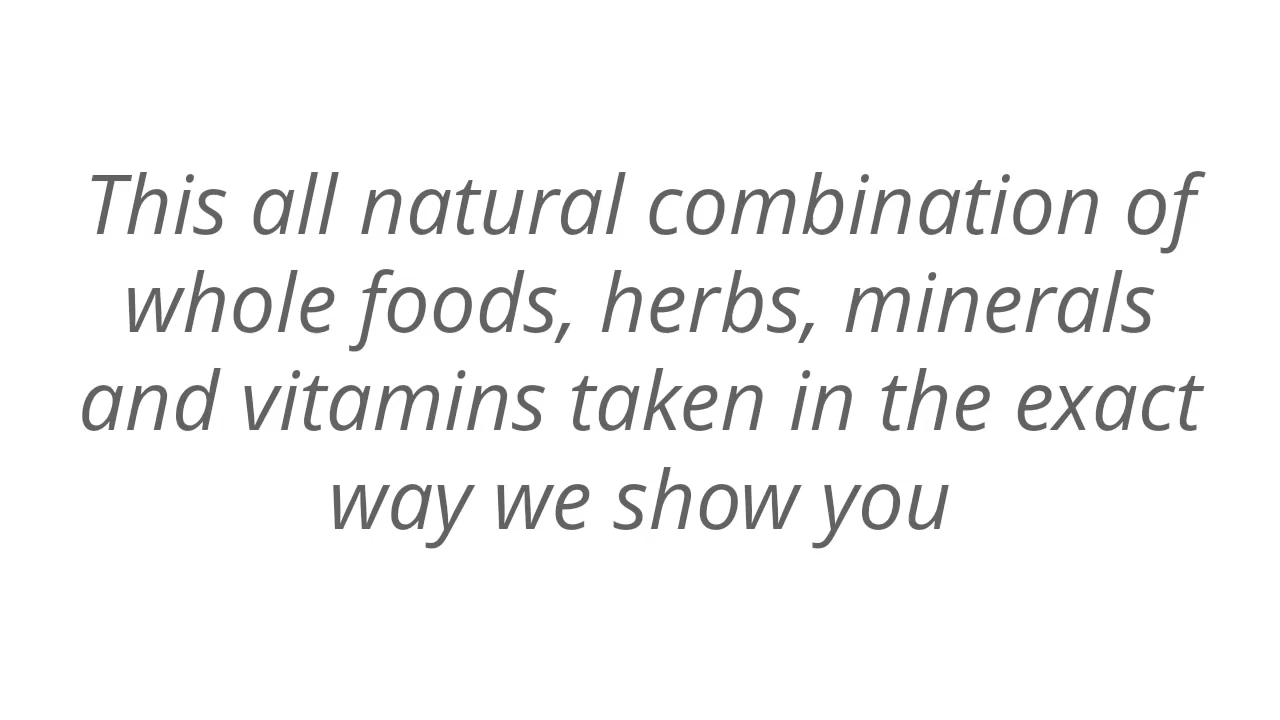 This all natural combination of
whole foods, herbs, minerals
and vitamins taken in the exact
way we show you